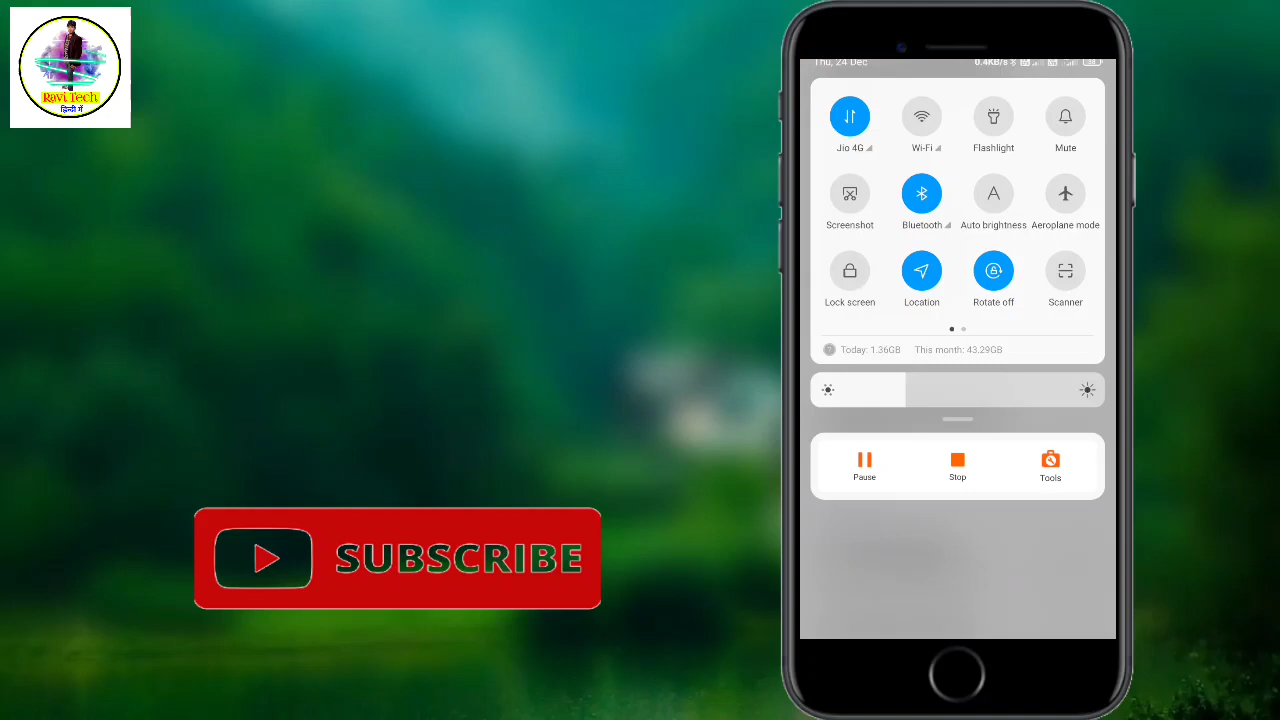 Ravi Tech
हिन्दी में
Thu, 24 Dec 0.4KB/s
Jio 4G Wi-Fi Flashlight Mute
Screenshot Bluetooth Auto brightness Aeroplane mode
Lock screen Location Rotate off Scanner
Today: 1.36GB This month: 43.29GB
Pause Stop Tools
SUBSCRIBE